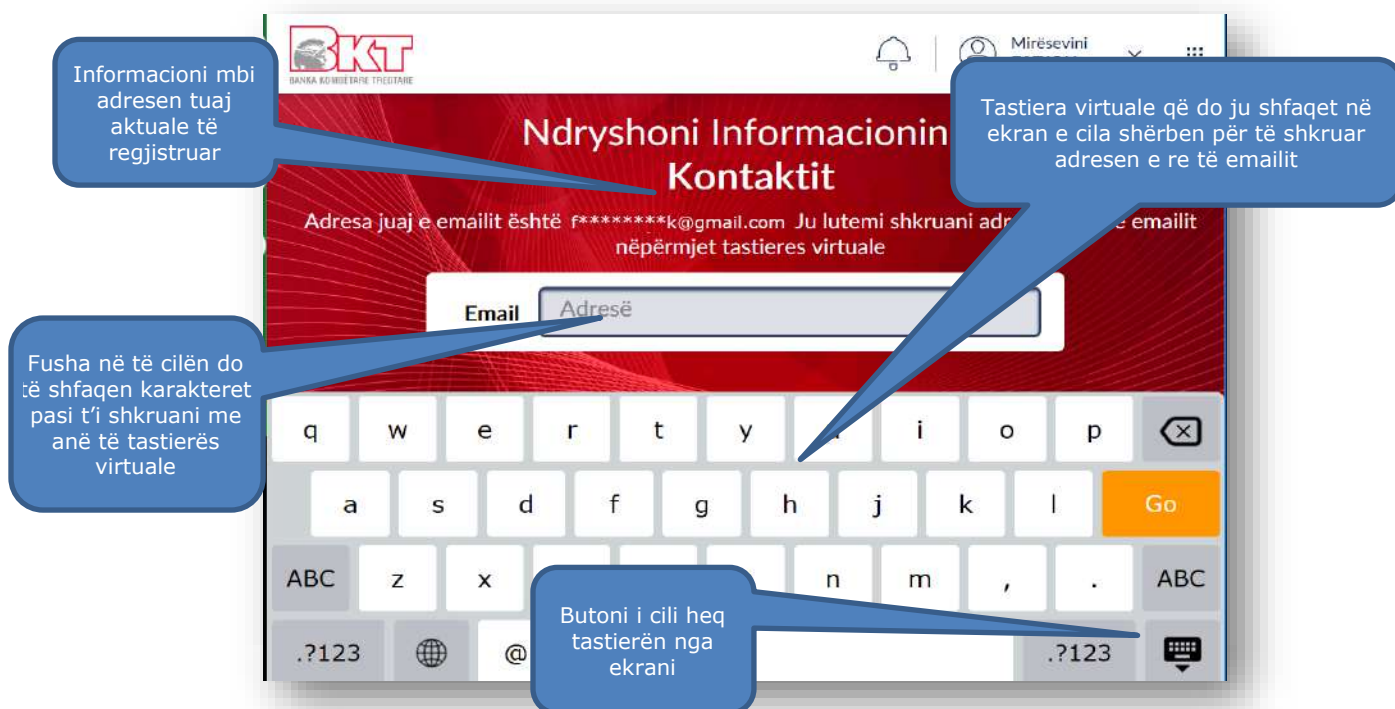 BKT
BANKA KOMBËTARE TREGTARE
Mirësevini
Informacioni mbi
adresen tuaj
aktuale të
regjistruar
Tastiera virtuale që do ju shfaqet në
ekran e cila shërben për të shkruar
adresen e re të emailit
Ndryshoni Informacionin
Kontaktit
Adresa juaj e emailit është f********k@gmail.com Ju lutemi shkruani emailit
nëpërmjet tastieres virtuale
Email Adresë
Fusha në të cilën do
të shfaqen karakteret
pasi t’i shkruani me
anë të tastierës
virtuale
q w e r t y i o p
a s d f g h j k l Go
ABC z x n m , . ABC
Butoni i cili heq
tastierën nga
ekrani
.?123 @ .?123